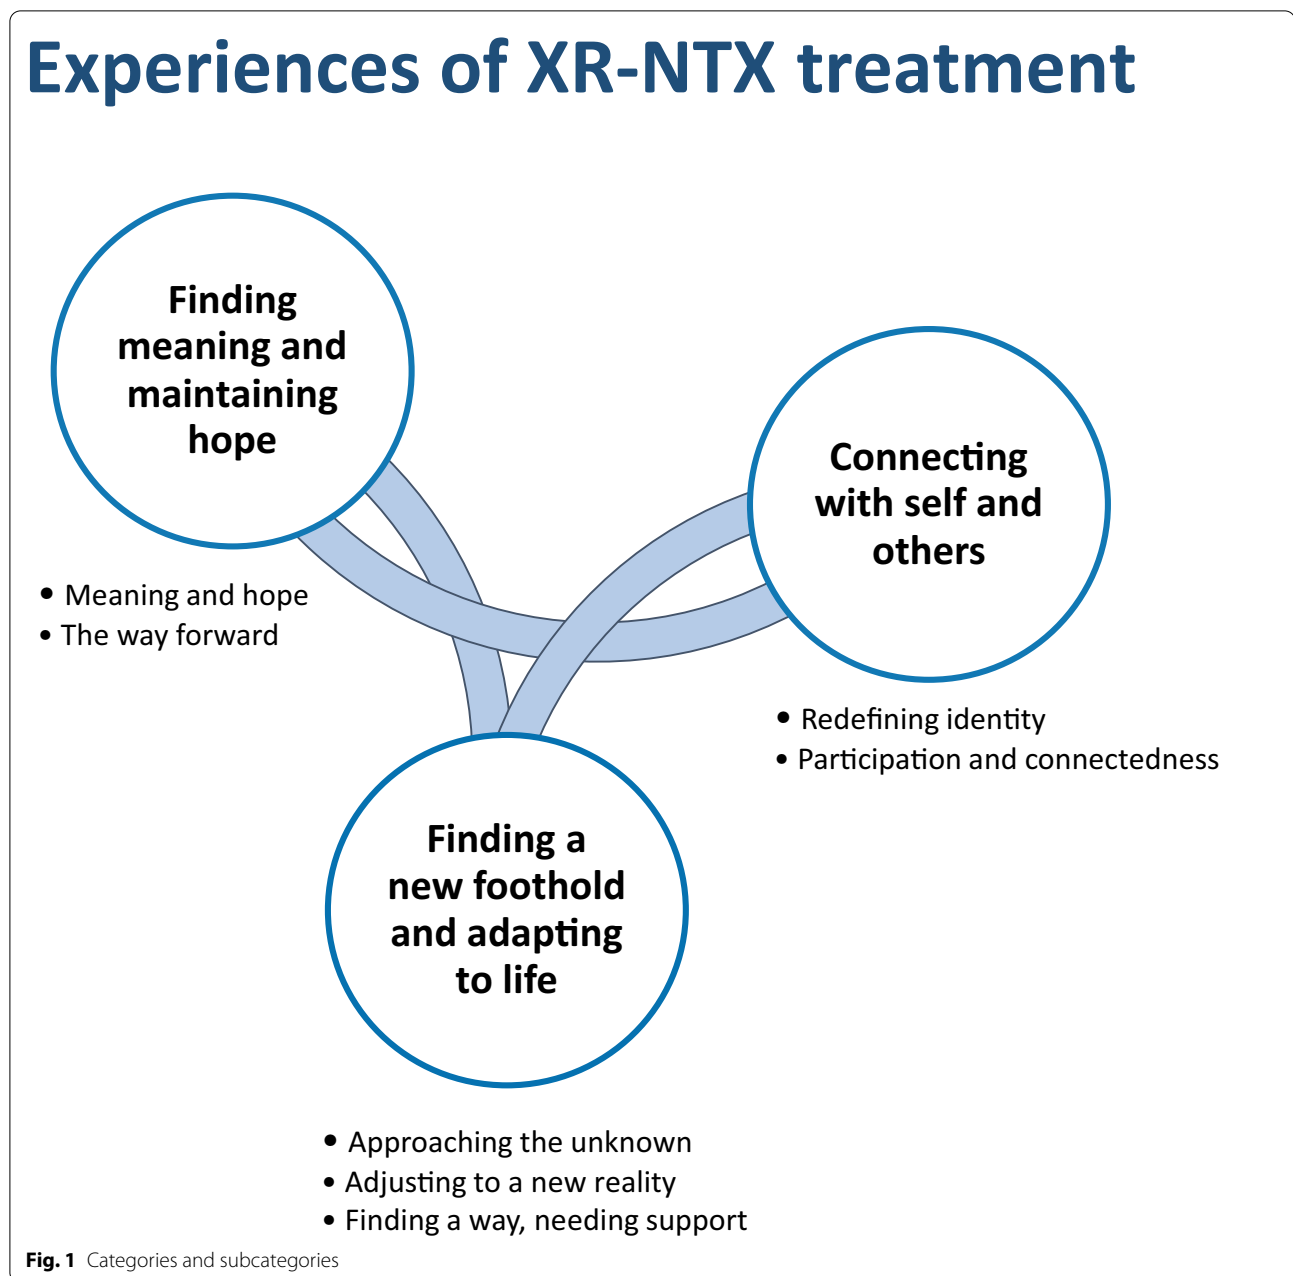 Experiences of XR-NTX treatment
Finding
meaning and
maintaining
hope
• Meaning and hope
• The way forward
Connecting
with self and
others
• Redefining identity
• Participation and connectedness
Finding a
new foothold
and adapting
to life
• Approaching the unknown
• Adjusting to a new reality
• Finding a way, needing support
Fig. 1 Categories and subcategories